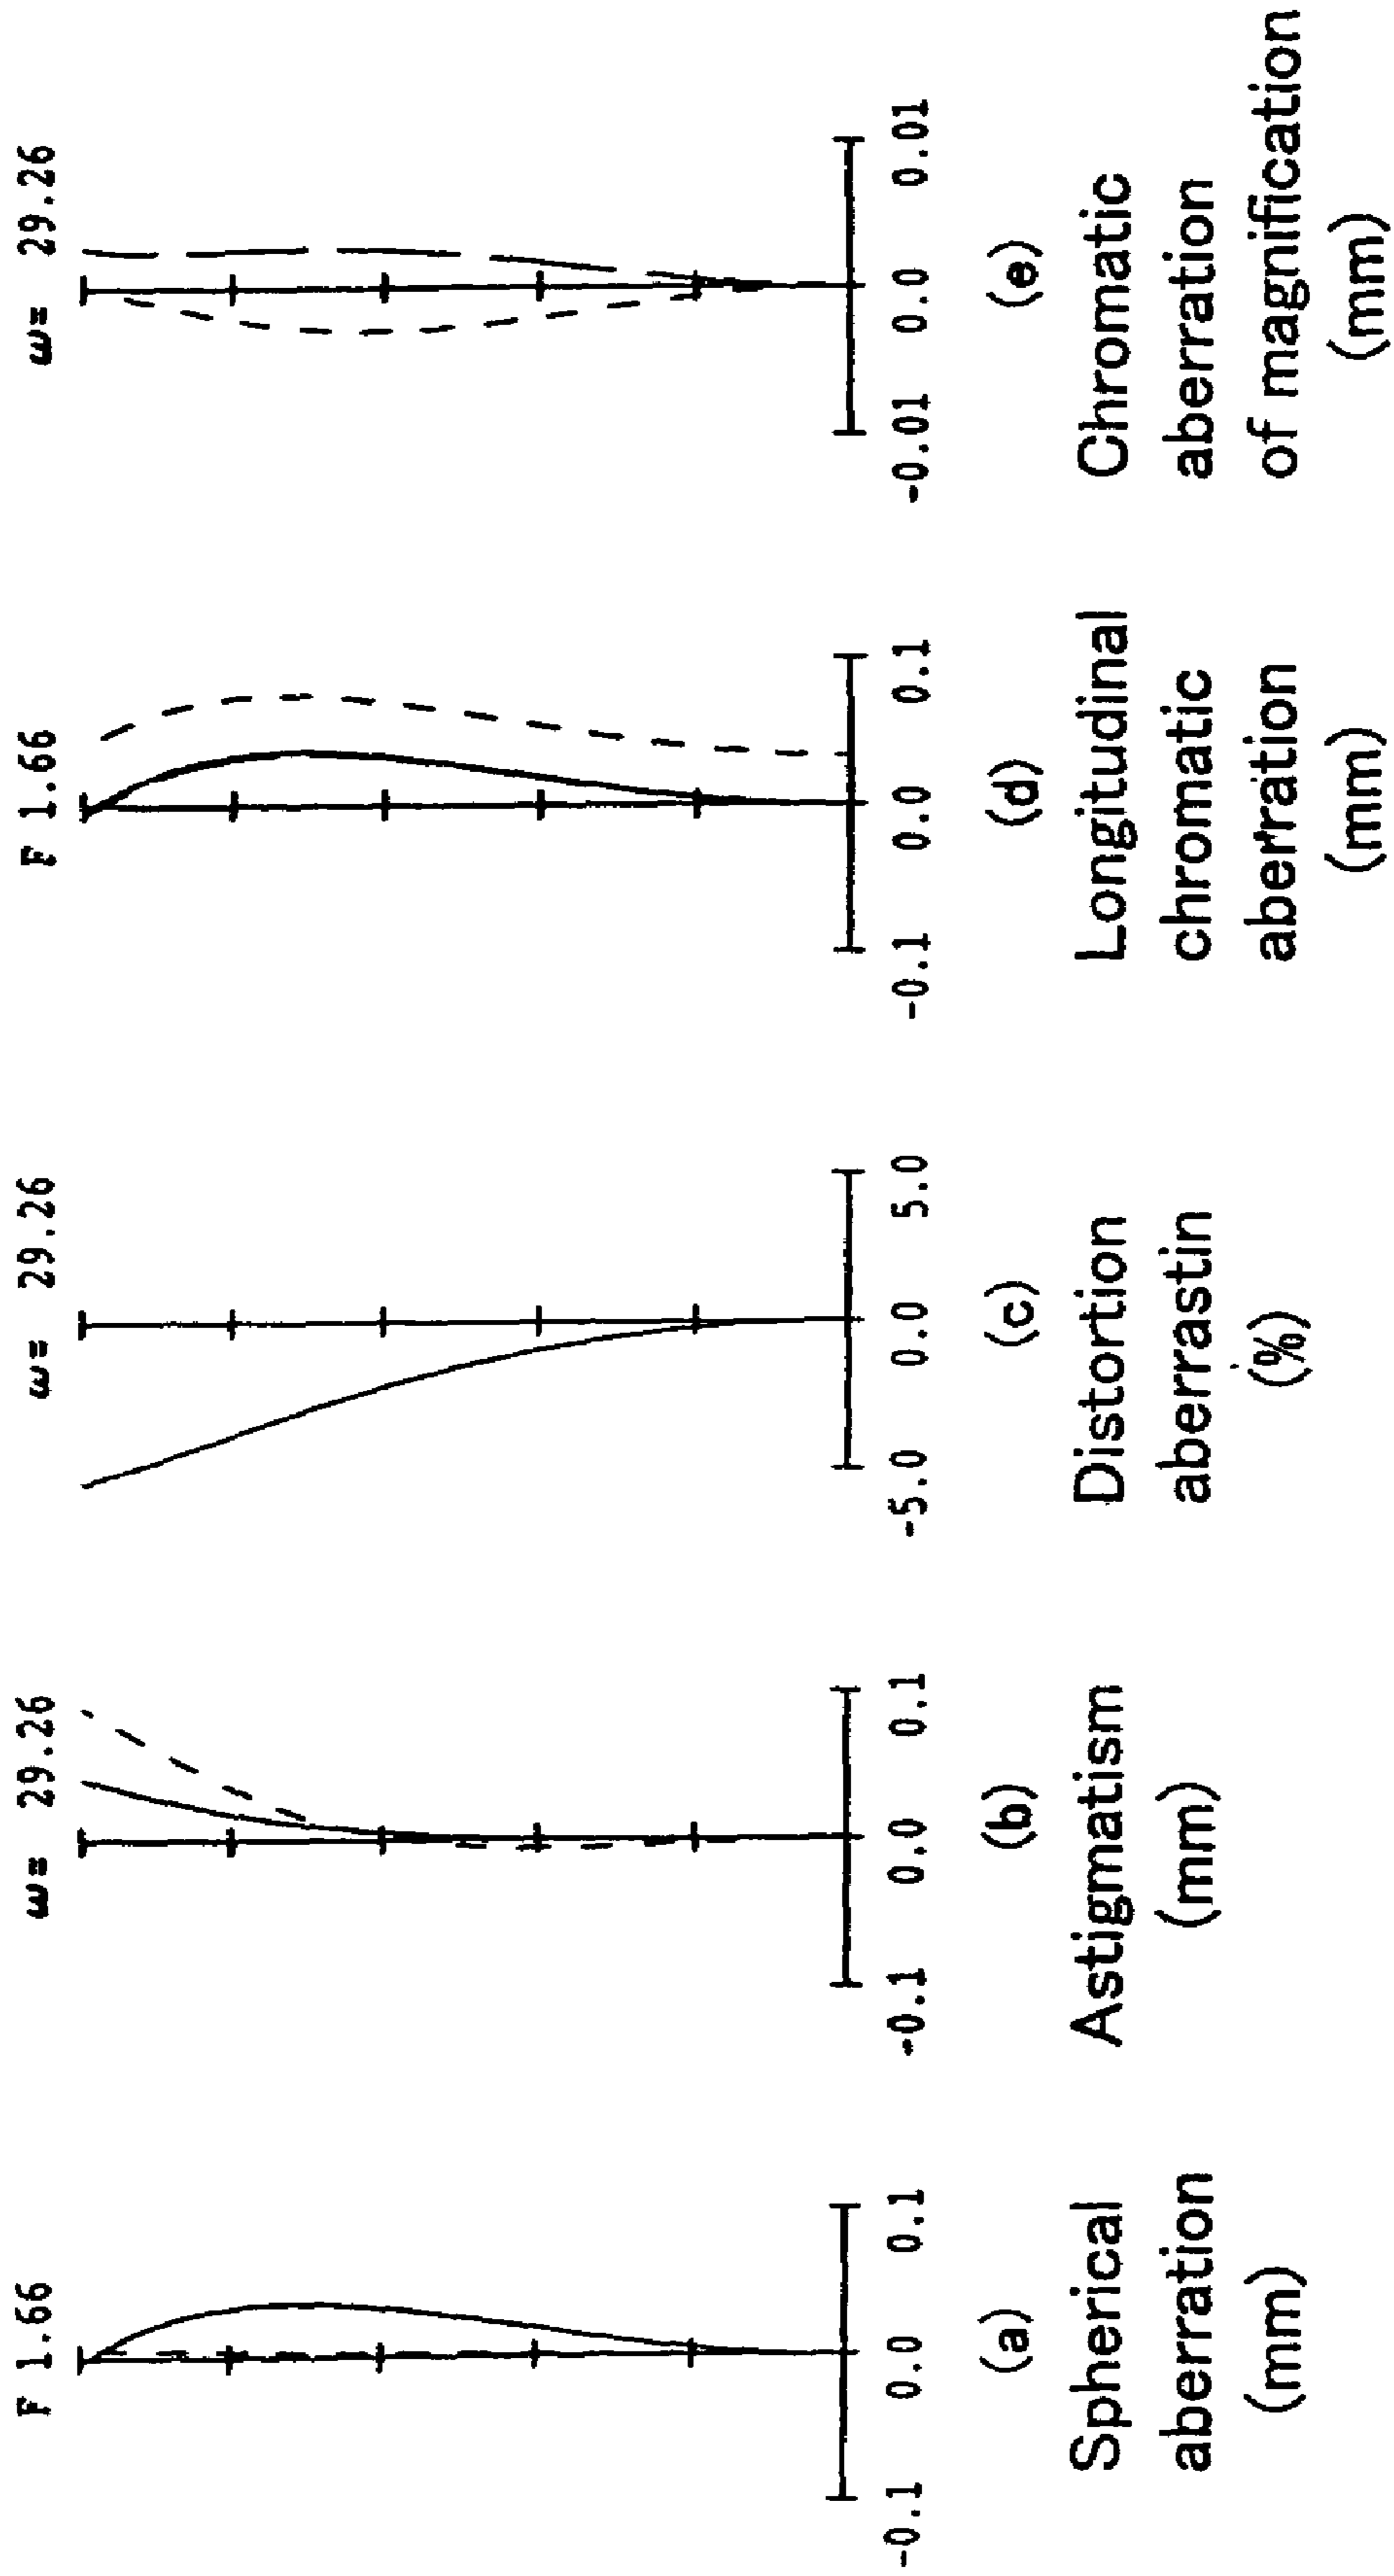 F 1.66
-0.1 0.0 0.1
(a)
Spherical
aberration
(mm)
ω= 29.26
-0.1 0.0 0.1
(b)
Astigmatism
(mm)
ω= 29.26
-5.0 0.0 5.0
(c)
Distortion
aberrastin
(%)
F 1.66
-0.1 0.0 0.1
(d)
Longitudinal
chromatic
aberration
(mm)
ω= 29.26
-0.01 0.0 0.01
(e)
Chromatic
aberration
of magnification
(mm)